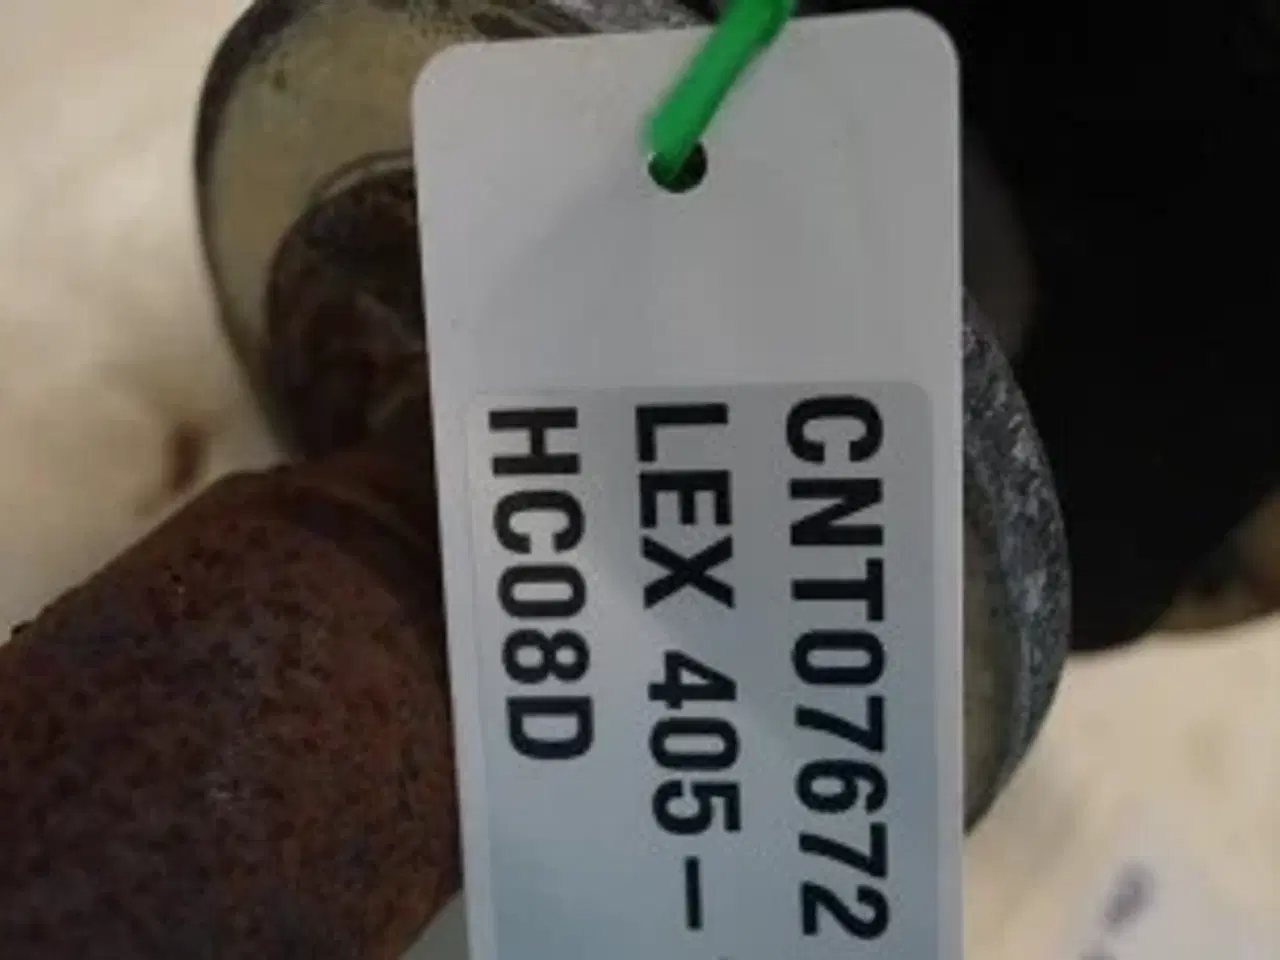 CNT07672
LEX 405 –
HC08D